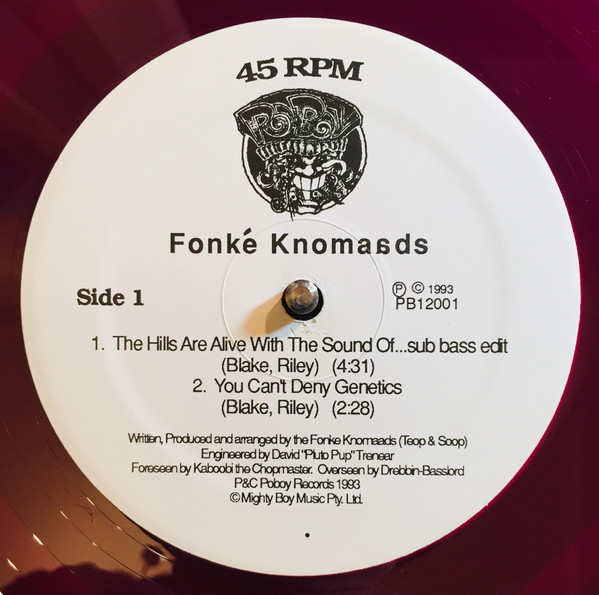 45 RPM
POBOY
Fonké Knomaads
Side 1
Ⓟ © 1993
PB12001
1. The Hills Are Alive With The Sound Of...sub bass edit
(Blake, Riley) (4:31)
2. You Can't Deny Genetics
(Blake, Riley) (2:28)
Written, Produced and arranged by the Fonke Knomaads (Teop & Soop)
Engineered by David "Pluto Pup" Trenear
Foreseen by Kaboobi the Chopmaster. Overseen by Drebbin-Basslord
P&C Poboy Records 1993
© Mighty Boy Music Pty. Ltd.